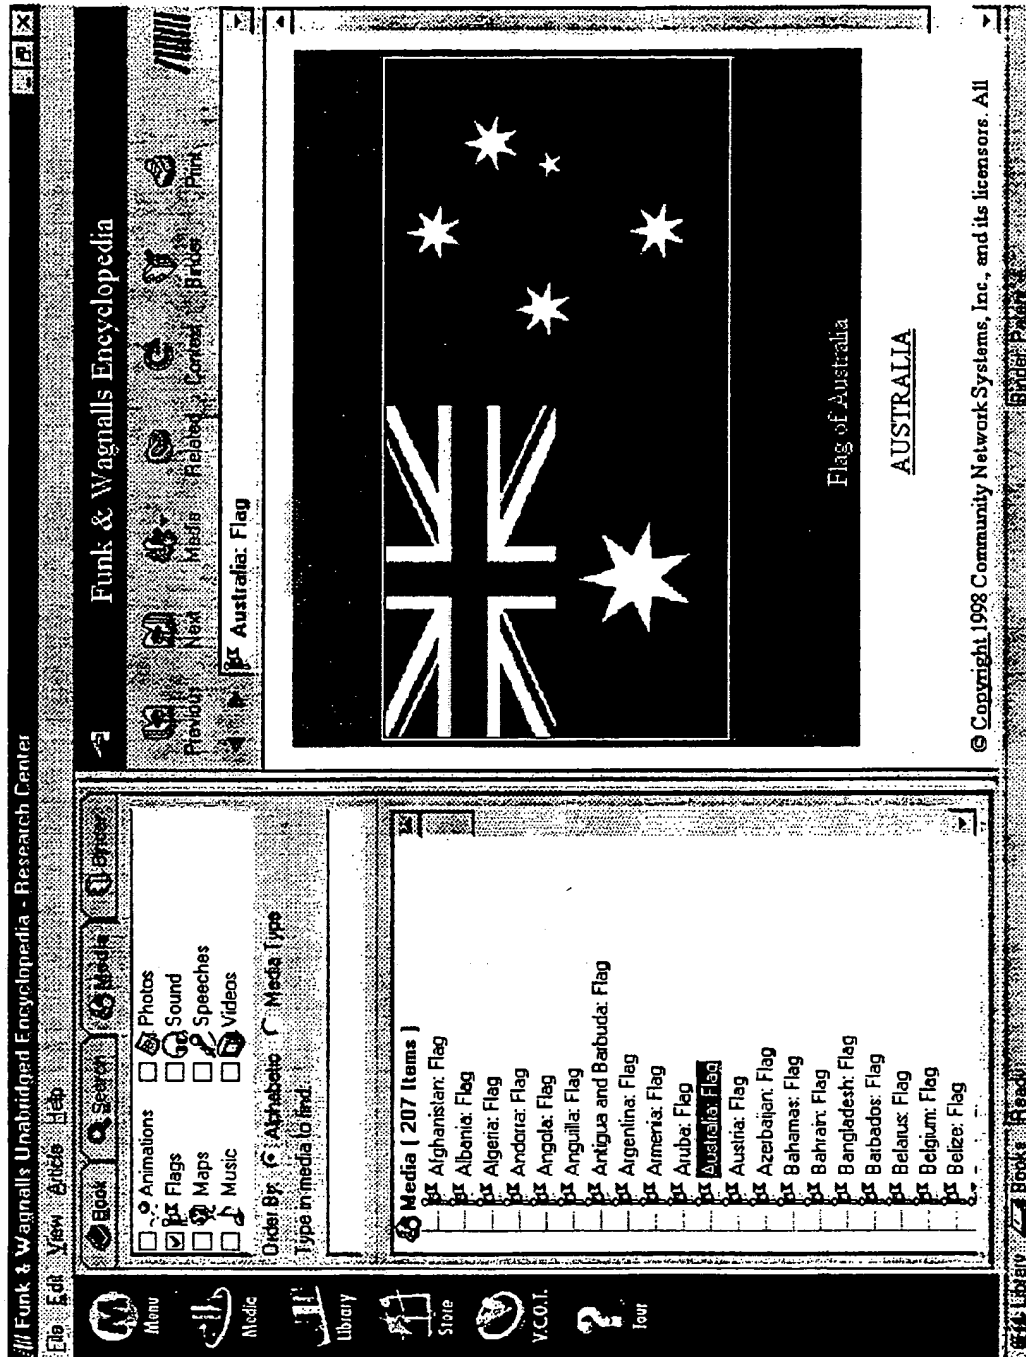 Funk & Wagnalls Unabridged Encyclopedia - Research Center
File Edit View Article Help
Menu
Medic
Library
Store
V.C.O.T.
Tour
Book Search Media
Animations Photos
Flags Sound
Maps Speeches
Music Videos
Order By: Alphabetic Media Type
Type in media to find:
Media [ 207 Items ]
Afghanistan: Flag
Albania: Flag
Algeria: Flag
Andorra: Flag
Angola: Flag
Anguilla: Flag
Antigua and Barbuda: Flag
Argentina: Flag
Armenia: Flag
Aruba: Flag
Australia: Flag
Austria: Flag
Azerbaijan: Flag
Bahamas: Flag
Bahrain: Flag
Bangladesh: Flag
Barbados: Flag
Belarus: Flag
Belgium: Flag
Belize: Flag
Funk & Wagnalls Encyclopedia
Previous Next Media Related Context Binder Print
Australia: Flag
Flag of Australia
AUSTRALIA
© Copyright 1998 Community Network Systems, Inc., and its licensors. All
Books Ready